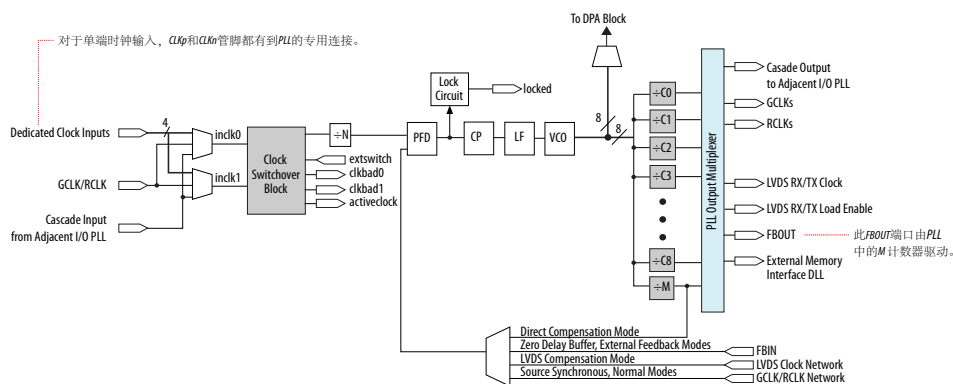 To DPA Block
对于单端时钟输入，CLKp和CLKn管脚都有到PLL的专用连接。
Lock
Circuit
locked
Casade Output
to Adjacent I/O PLL
÷C0
GCLKs
4
8
8
÷C1
RCLKs
Dedicated Clock Inputs
inclk0
÷N
PFD
CP
LF
VCO
÷C2
Clock
Switchover
Block
extswitch
clkbad0
clkbad1
activeclock
÷C3
PLL Output Multiplexer
GCLK/RCLK
inclk1
LVDS RX/TX Clock
LVDS RX/TX Load Enable
Cascade Input
from Adjacent I/O PLL
FBOUT
此FBOUT端口由PLL
中的M 计数器驱动。
÷C8
External Memory
Interface DLL
÷M
Direct Compensation Mode
Zero Delay Buffer, External Feedback Modes
FBIN
LVDS Compensation Mode
LVDS Clock Network
Source Synchronous, Normal Modes
GCLK/RCLK Network